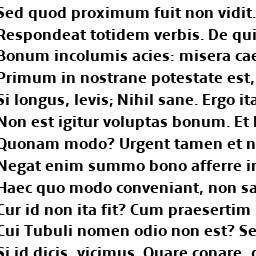 Sed quod proximum fuit non vidit.
Respondeat totidem verbis. De qui
Bonum incolumis acies: misera cae
Primum in nostrane potestate est,
Si longus, levis; Nihil sane. Ergo ita
Non est igitur voluptas bonum. Et
Quonam modo? Urgent tamen et n
Negat enim summo bono afferre i
Haec quo modo conveniant, non sa
Cur id non ita fit? Cum praesertim
Cui Tubuli nomen odio non est? Se
Si id dicis, vicimus. Quare conare,